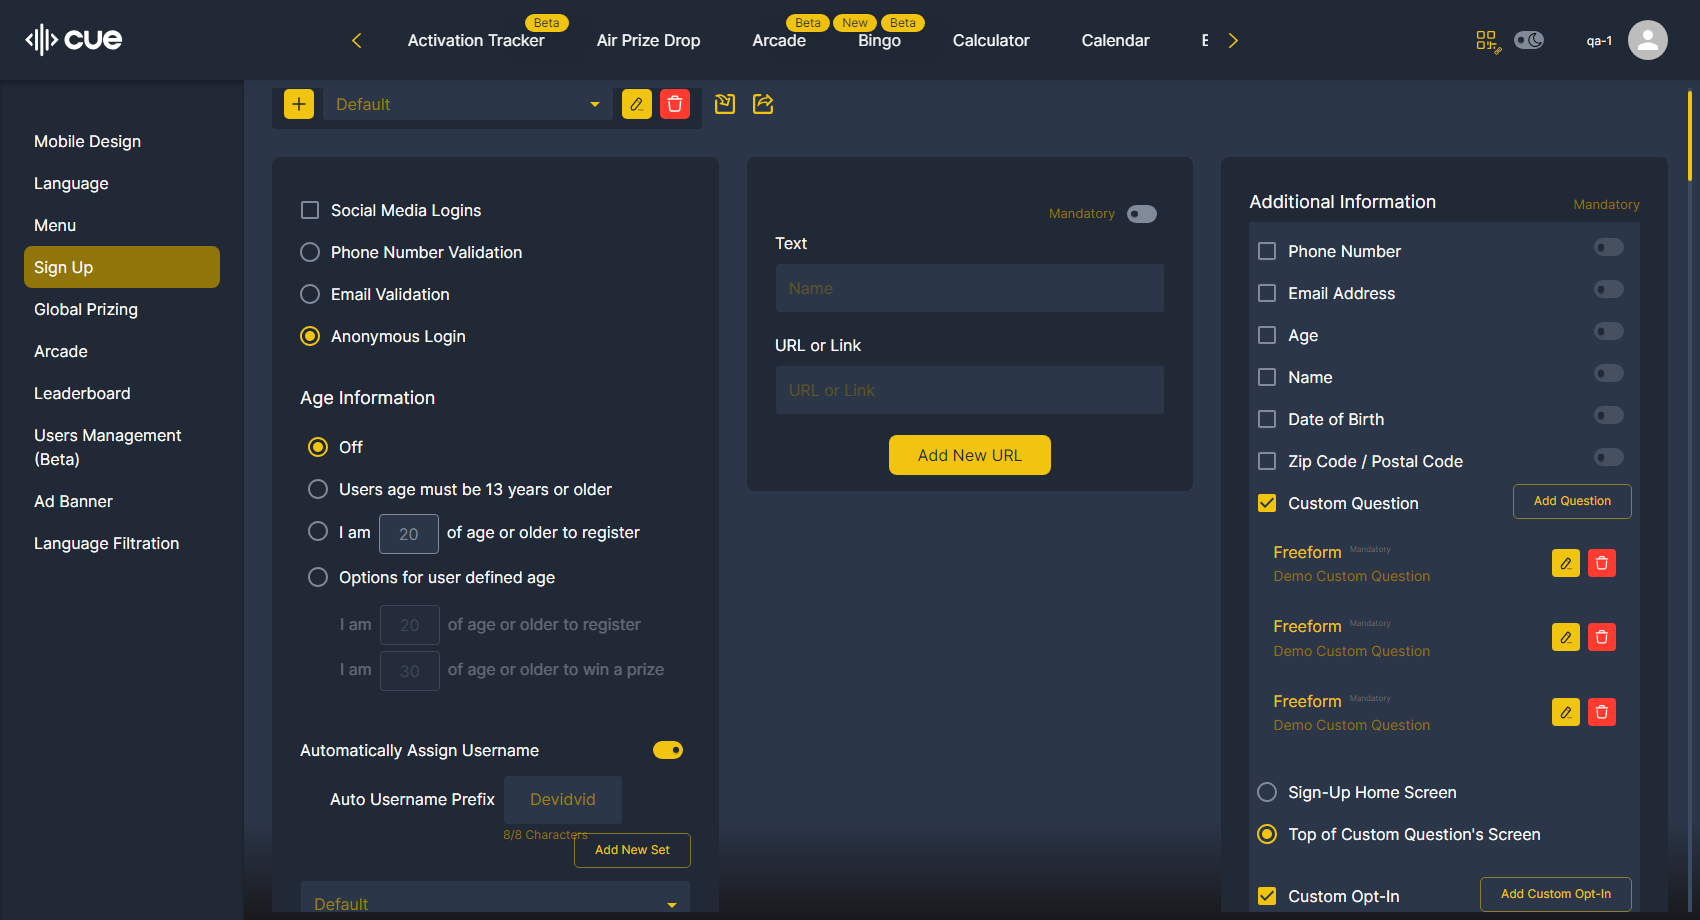 cue
Activation Tracker
Beta
Air Prize Drop
Arcade
Beta
Bingo
New
Beta
Calculator
Calendar
qa-1
Mobile Design
Language
Menu
Sign Up
Global Prizing
Arcade
Leaderboard
Users Management
(Beta)
Ad Banner
Language Filtration
Default
Social Media Logins
Phone Number Validation
Email Validation
Anonymous Login
Age Information
Off
Users age must be 13 years or older
I am 20 of age or older to register
Options for user defined age
I am 20 of age or older to register
I am 30 of age or older to win a prize
Automatically Assign Username
Auto Username Prefix Devidvid
8/8 Characters
Add New Set
Default
Mandatory
Text
Name
URL or Link
URL or Link
Add New URL
Additional Information Mandatory
Phone Number
Email Address
Age
Name
Date of Birth
Zip Code / Postal Code
Custom Question Add Question
Freeform Mandatory
Demo Custom Question
Freeform Mandatory
Demo Custom Question
Freeform Mandatory
Demo Custom Question
Sign-Up Home Screen
Top of Custom Question's Screen
Custom Opt-In Add Custom Opt-In